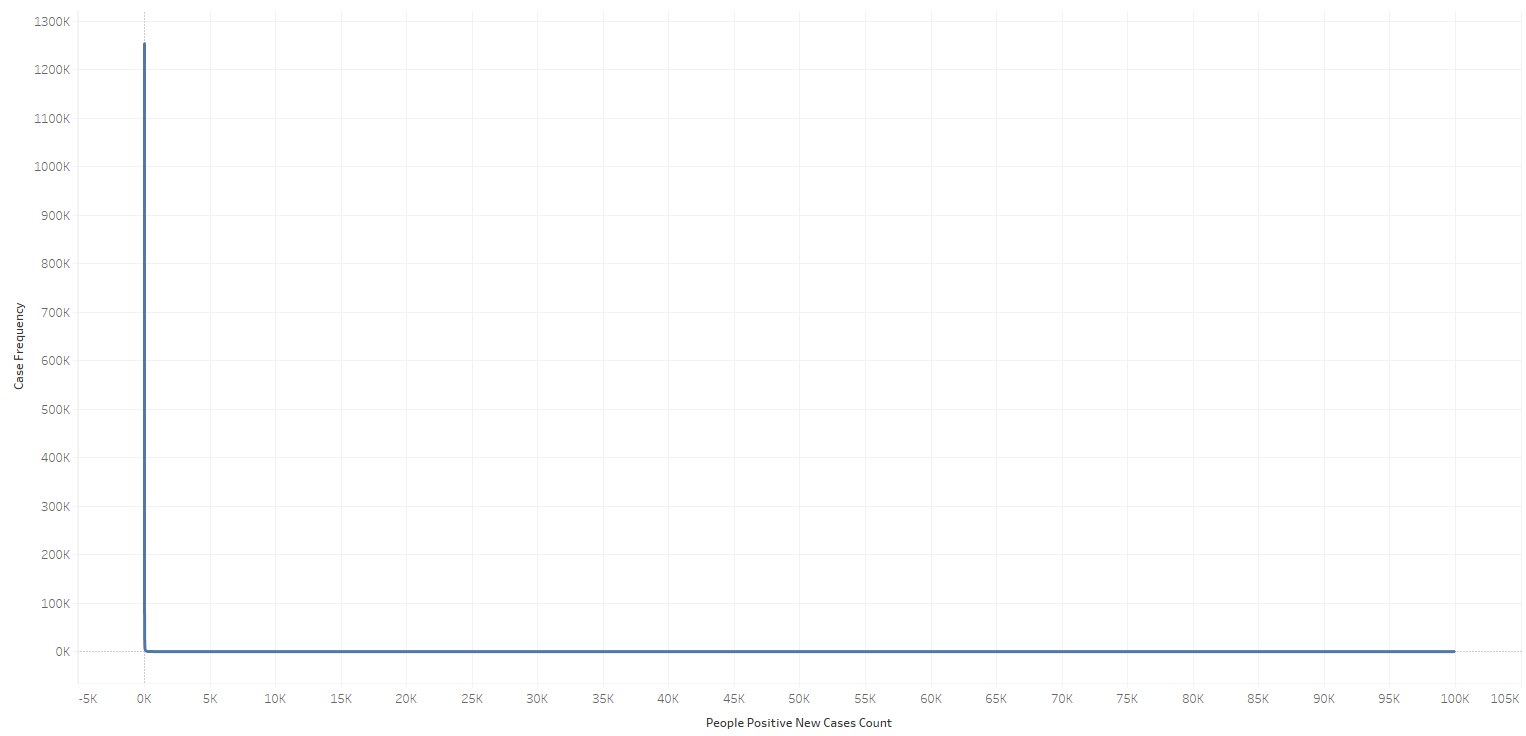 1300K
1200K
1100K
1000K
900K
800K
700K
600K
500K
400K
300K
200K
100K
0K
Case Frequency
-5K 0K 5K 10K 15K 20K 25K 30K 35K 40K 45K 50K 55K 60K 65K 70K 75K 80K 85K 90K 95K 100K 105K
People Positive New Cases Count